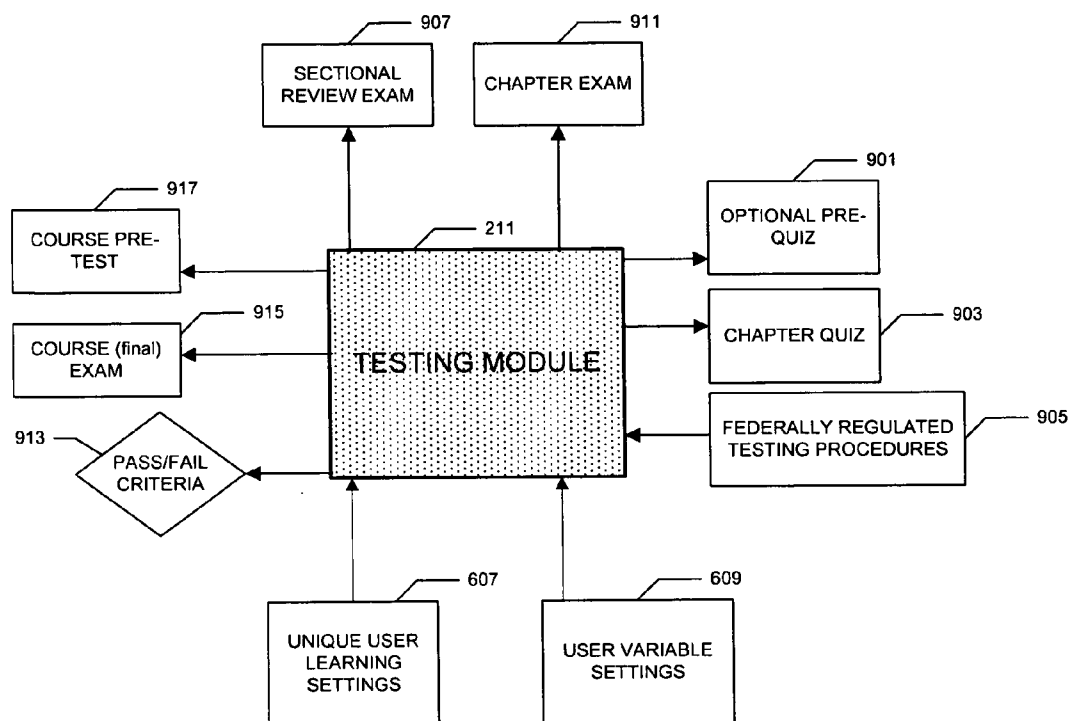 907
SECTIONAL
REVIEW EXAM
911
CHAPTER EXAM
917
COURSE PRE-
TEST
211
TESTING MODULE
901
OPTIONAL PRE-
QUIZ
915
COURSE (final)
EXAM
903
CHAPTER QUIZ
913
PASS/FAIL
CRITERIA
FEDERALLY REGULATED
TESTING PROCEDURES
905
607
UNIQUE USER
LEARNING
SETTINGS
609
USER VARIABLE
SETTINGS